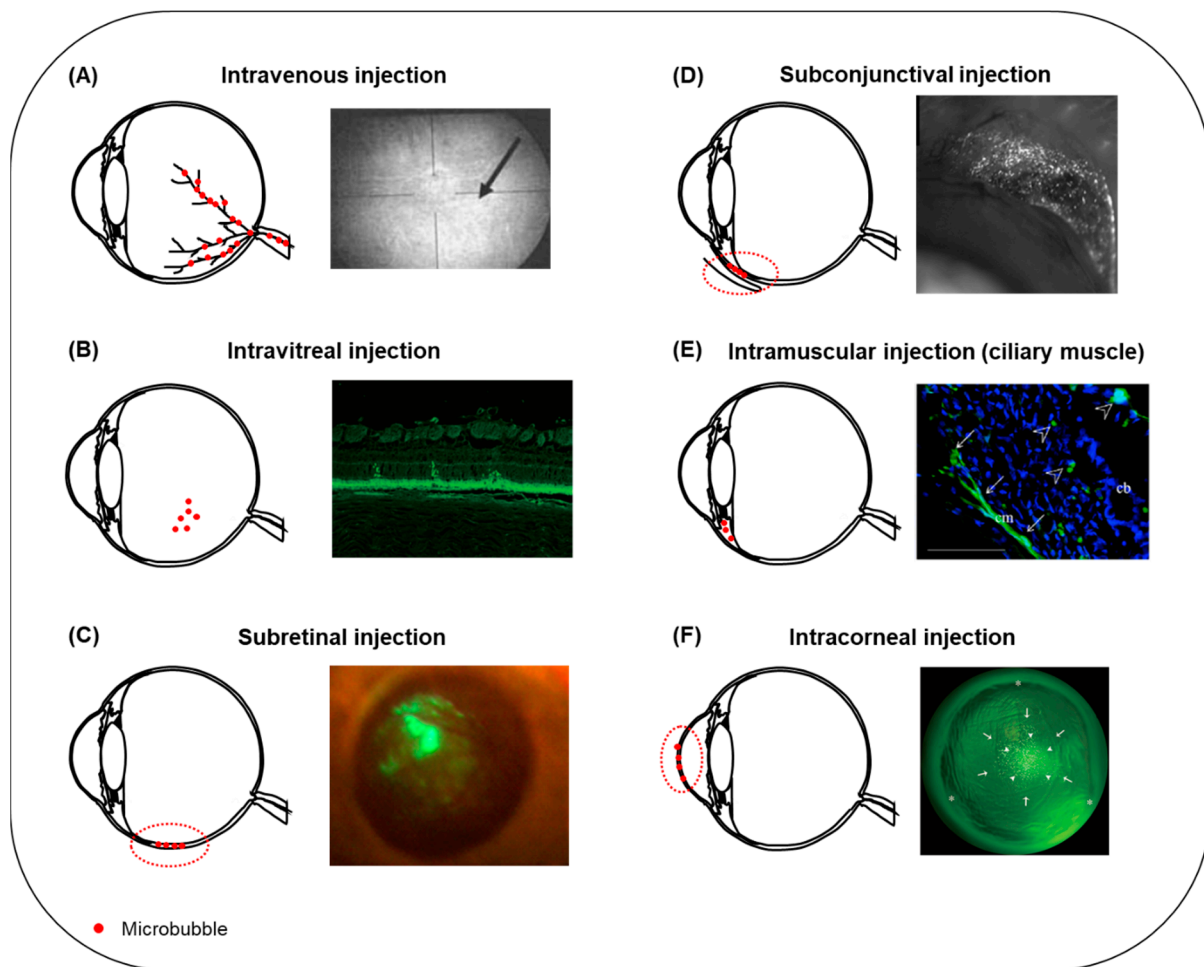 (A) Intravenous injection
(B) Intravitreal injection
(C) Subretinal injection
Microbubble
(D) Subconjunctival injection
(E) Intramuscular injection (ciliary muscle)
cb
cm
(F) Intracorneal injection
* 
* *